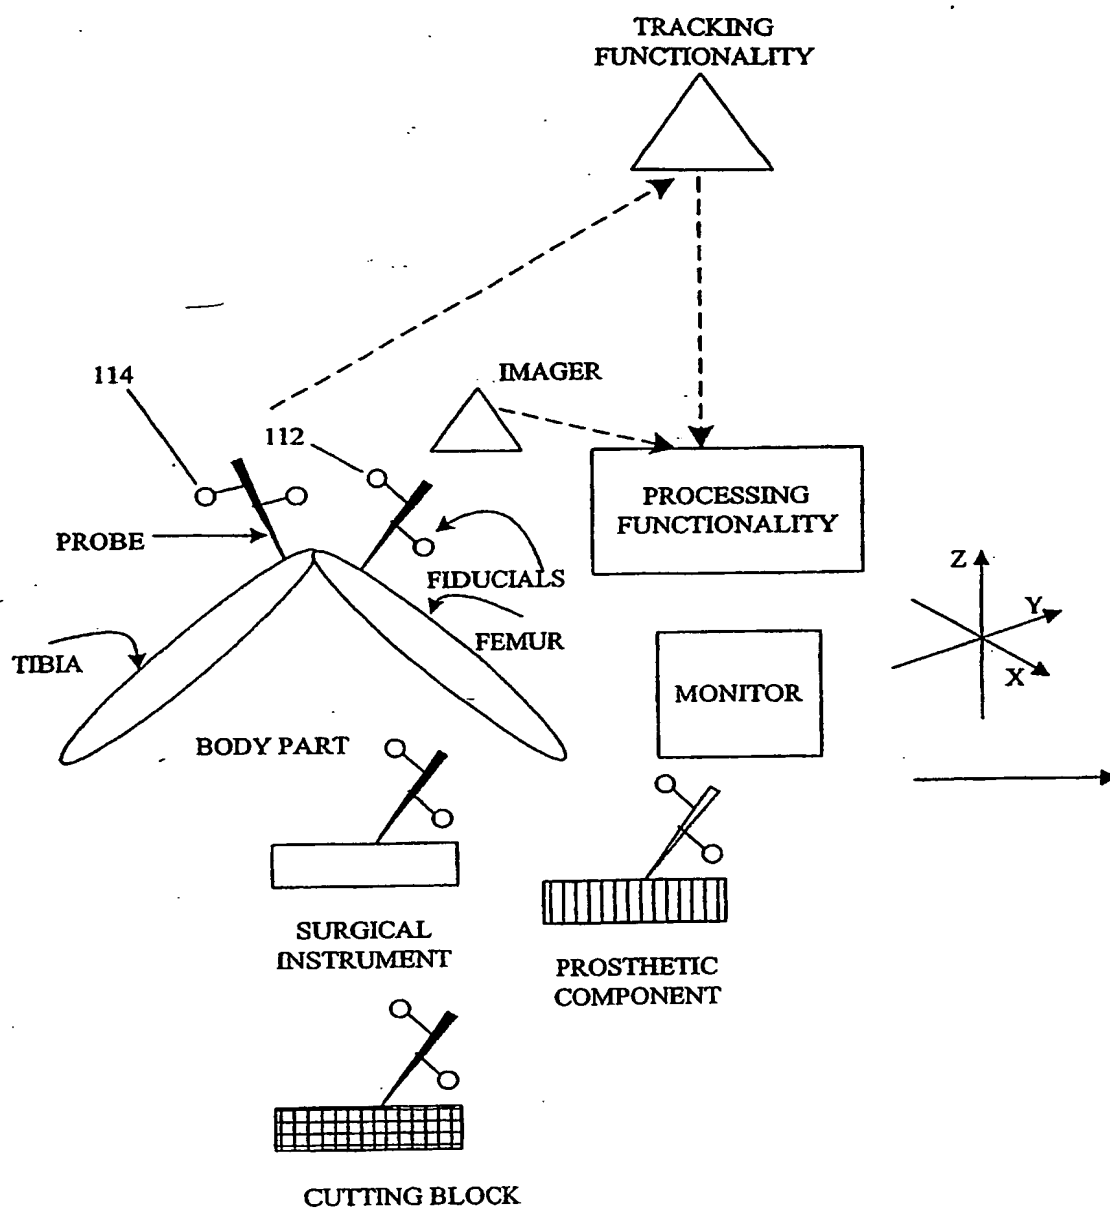 TRACKING
FUNCTIONALITY
IMAGER
114
112
PROCESSING
FUNCTIONALITY
PROBE
FIDUCIALS
Z
Y
X
FEMUR
TIBIA
MONITOR
BODY PART
SURGICAL
INSTRUMENT
PROSTHETIC
COMPONENT
CUTTING BLOCK